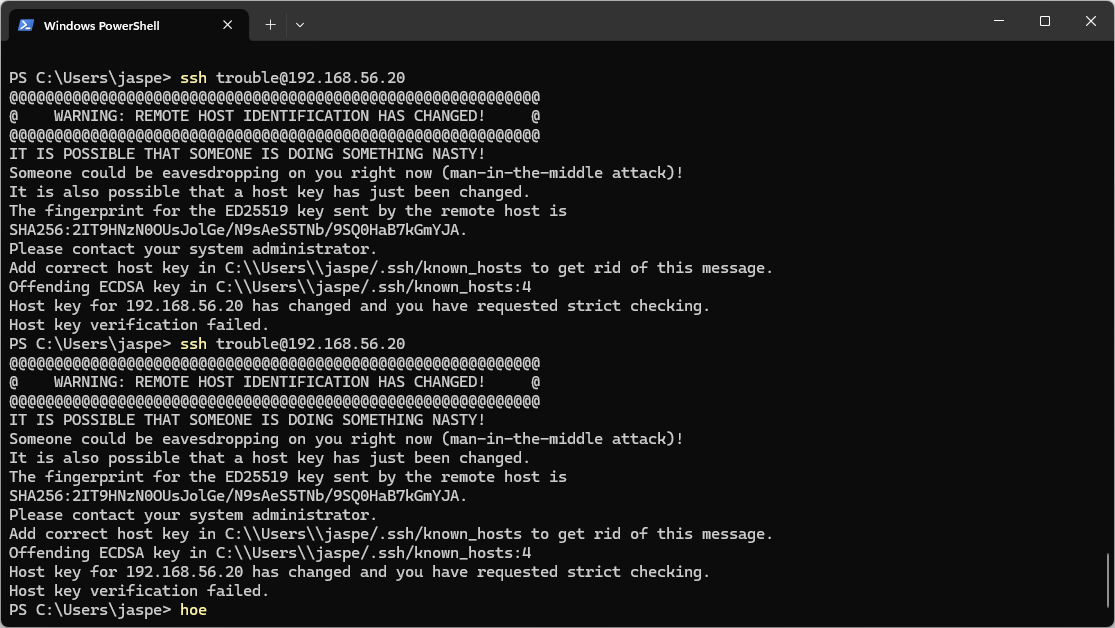 Windows PowerShell
PS C:\Users\jaspe> ssh trouble@192.168.56.20
@@@@@@@@@@@@@@@@@@@@@@@@@@@@@@@@@@@@@@@@@@@@@@@@@@@@@@@@@@@
@    WARNING: REMOTE HOST IDENTIFICATION HAS CHANGED!     @
@@@@@@@@@@@@@@@@@@@@@@@@@@@@@@@@@@@@@@@@@@@@@@@@@@@@@@@@@@@
IT IS POSSIBLE THAT SOMEONE IS DOING SOMETHING NASTY!
Someone could be eavesdropping on you right now (man-in-the-middle attack)!
It is also possible that a host key has just been changed.
The fingerprint for the ED25519 key sent by the remote host is
SHA256:2IT9HNzN0OUsJolGe/N9sAeS5TNb/9SQ0HaB7kGmYJA.
Please contact your system administrator.
Add correct host key in C:\\Users\\jaspe/.ssh/known_hosts to get rid of this message.
Offending ECDSA key in C:\\Users\\jaspe/.ssh/known_hosts:4
Host key for 192.168.56.20 has changed and you have requested strict checking.
Host key verification failed.
PS C:\Users\jaspe> ssh trouble@192.168.56.20
@@@@@@@@@@@@@@@@@@@@@@@@@@@@@@@@@@@@@@@@@@@@@@@@@@@@@@@@@@@
@    WARNING: REMOTE HOST IDENTIFICATION HAS CHANGED!     @
@@@@@@@@@@@@@@@@@@@@@@@@@@@@@@@@@@@@@@@@@@@@@@@@@@@@@@@@@@@
IT IS POSSIBLE THAT SOMEONE IS DOING SOMETHING NASTY!
Someone could be eavesdropping on you right now (man-in-the-middle attack)!
It is also possible that a host key has just been changed.
The fingerprint for the ED25519 key sent by the remote host is
SHA256:2IT9HNzN0OUsJolGe/N9sAeS5TNb/9SQ0HaB7kGmYJA.
Please contact your system administrator.
Add correct host key in C:\\Users\\jaspe/.ssh/known_hosts to get rid of this message.
Offending ECDSA key in C:\\Users\\jaspe/.ssh/known_hosts:4
Host key for 192.168.56.20 has changed and you have requested strict checking.
Host key verification failed.
PS C:\Users\jaspe> hoe